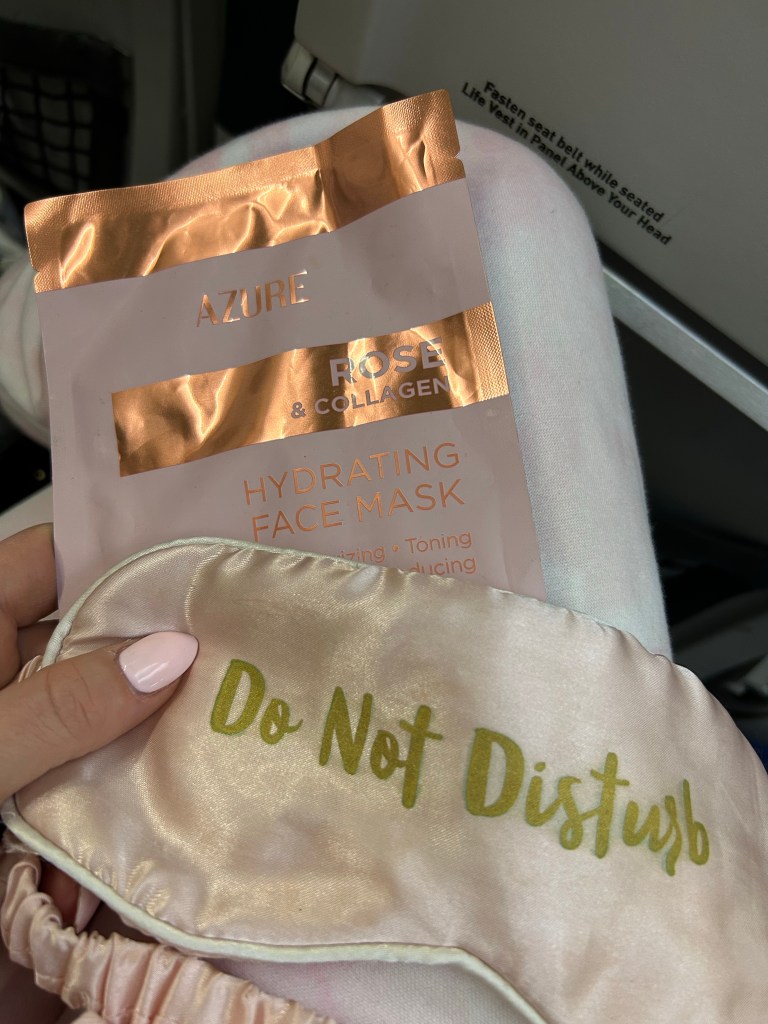 Fasten seat belt while seated
Life Vest in Panel Above Your Head
AZURE
ROSE
& COLLAGEN
HYDRATING
FACE MASK
• Toning
Do Not Disturb